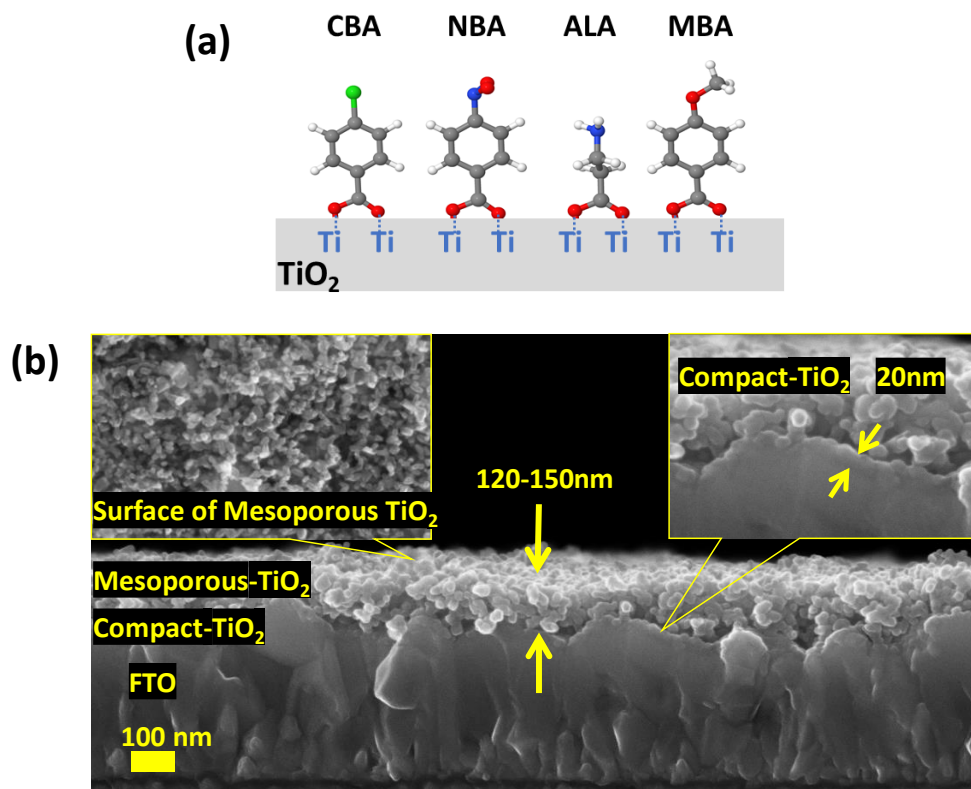 (a)
CBA NBA ALA MBA
Ti Ti Ti Ti Ti Ti Ti Ti
TiO₂
(b)
Compact-TiO₂ 20nm
120-150nm
Surface of Mesoporous TiO₂
Mesoporous-TiO₂
Compact-TiO₂
FTO
100 nm